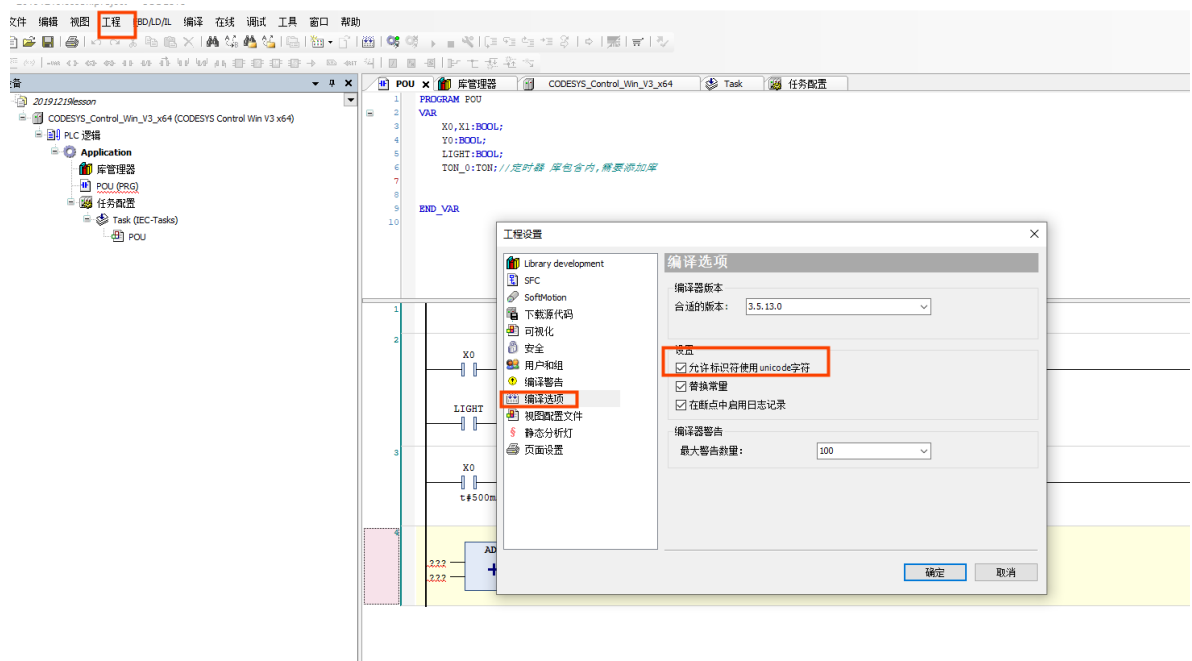 文件 编辑 视图 工程 FBD/LD/IL 编译 在线 调试 工具 窗口 帮助
20191219lesson
CODESYS_Control_Win_V3_x64 (CODESYS Control Win V3 x64)
PLC 逻辑
Application
库管理器
POU (PRG)
任务配置
Task (IEC-Tasks)
POU
POU 库管理器 CODESYS_Control_Win_V3_x64 Task 任务配置
1 PROGRAM POU
2 VAR
3 X0,X1:BOOL;
4 Y0:BOOL;
5 LIGHT:BOOL;
6 TON_0:TON;//定时器 库包含内,需要添加库
7
8
9 END_VAR
10
1
2
X0
LIGHT
3
X0
t#500m
4
AD
???
+
???
工程设置
Library development
SFC
SoftMotion
下载源代码
可视化
安全
用户和组
编译警告
编译选项
视图配置文件
静态分析灯
页面设置
编译选项
编译器版本
合适的版本: 3.5.13.0
设置
允许标识符使用unicode字符
替换常量
在断点中启用日志记录
编译器警告
最大警告数量: 100
确定 取消